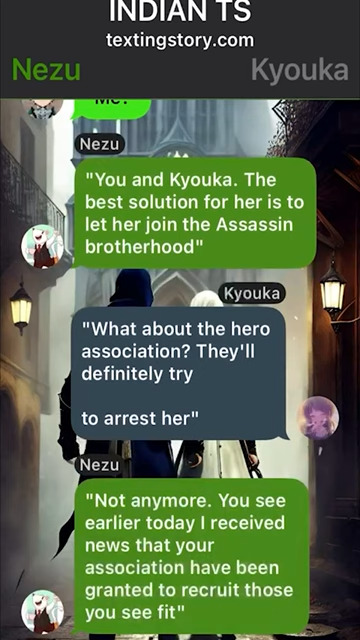 INDIAN TS
textingstory.com
Nezu
Kyouka
Me?
Nezu
"You and Kyouka. The
best solution for her is to
let her join the Assassin
brotherhood"
Kyouka
"What about the hero
association? They'll
definitely try
to arrest her"
Nezu
"Not anymore. You see
earlier today I received
news that your
association have been
granted to recruit those
you see fit"